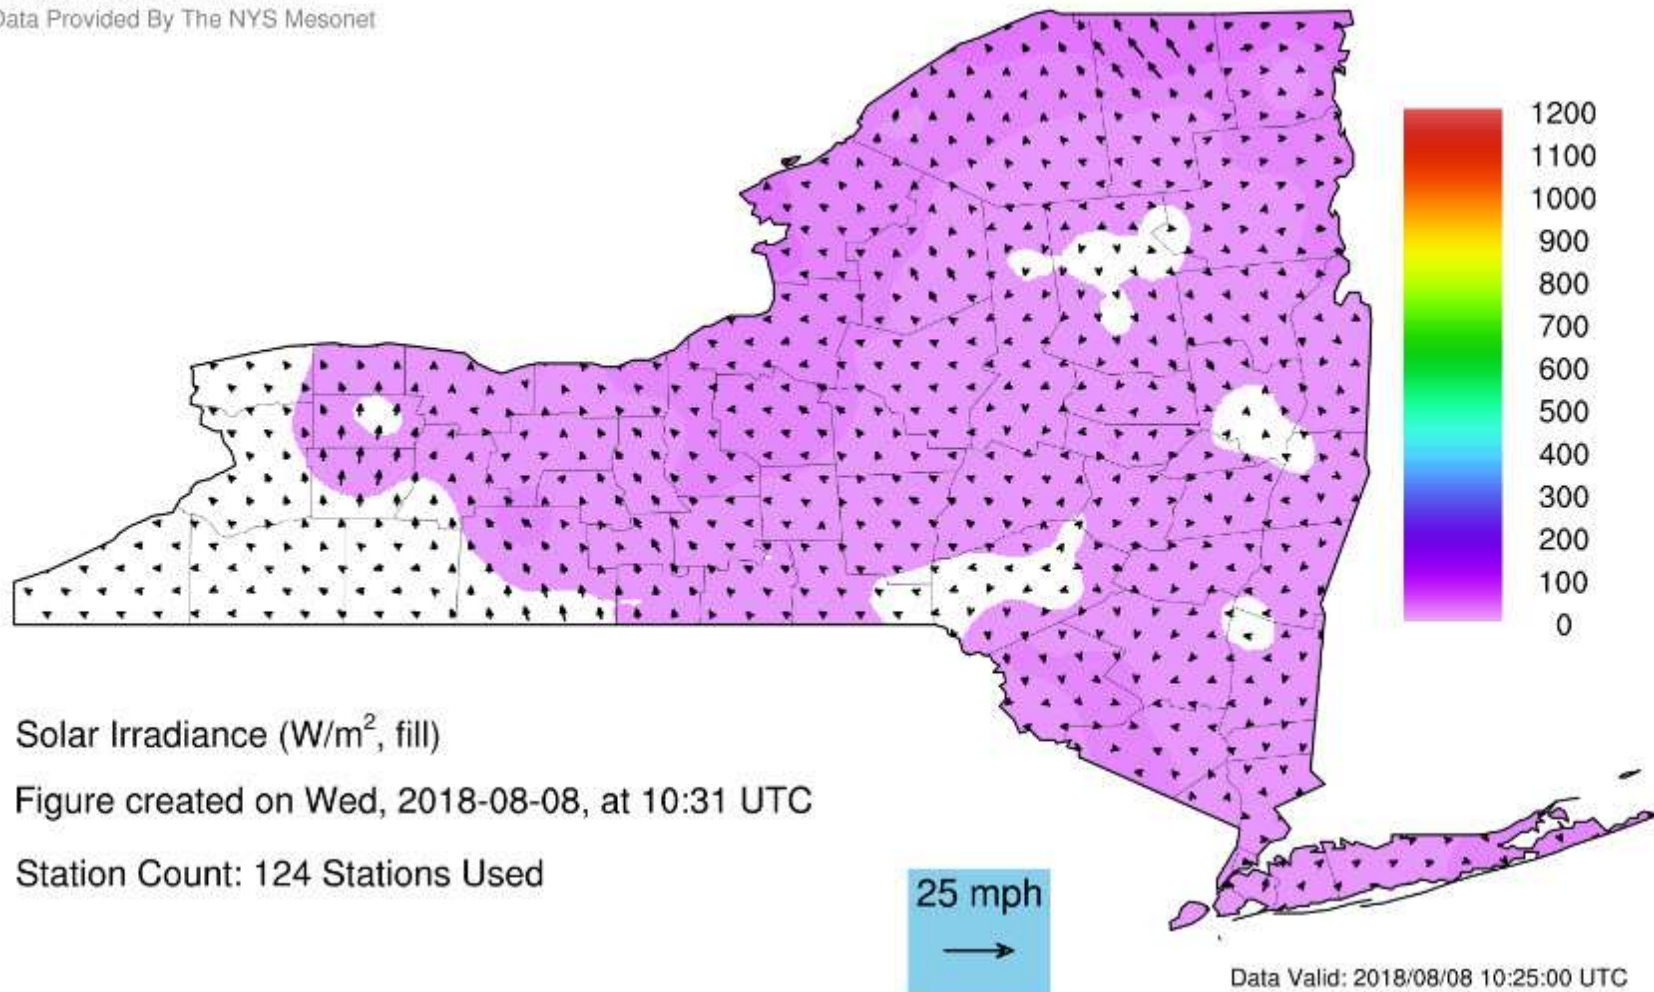 Data Provided By The NYS Mesonet
1200
1100
1000
900
800
700
600
500
400
300
200
100
0
Solar Irradiance (W/m², fill)
Figure created on Wed, 2018-08-08, at 10:31 UTC
Station Count: 124 Stations Used
25 mph
Data Valid: 2018/08/08 10:25:00 UTC